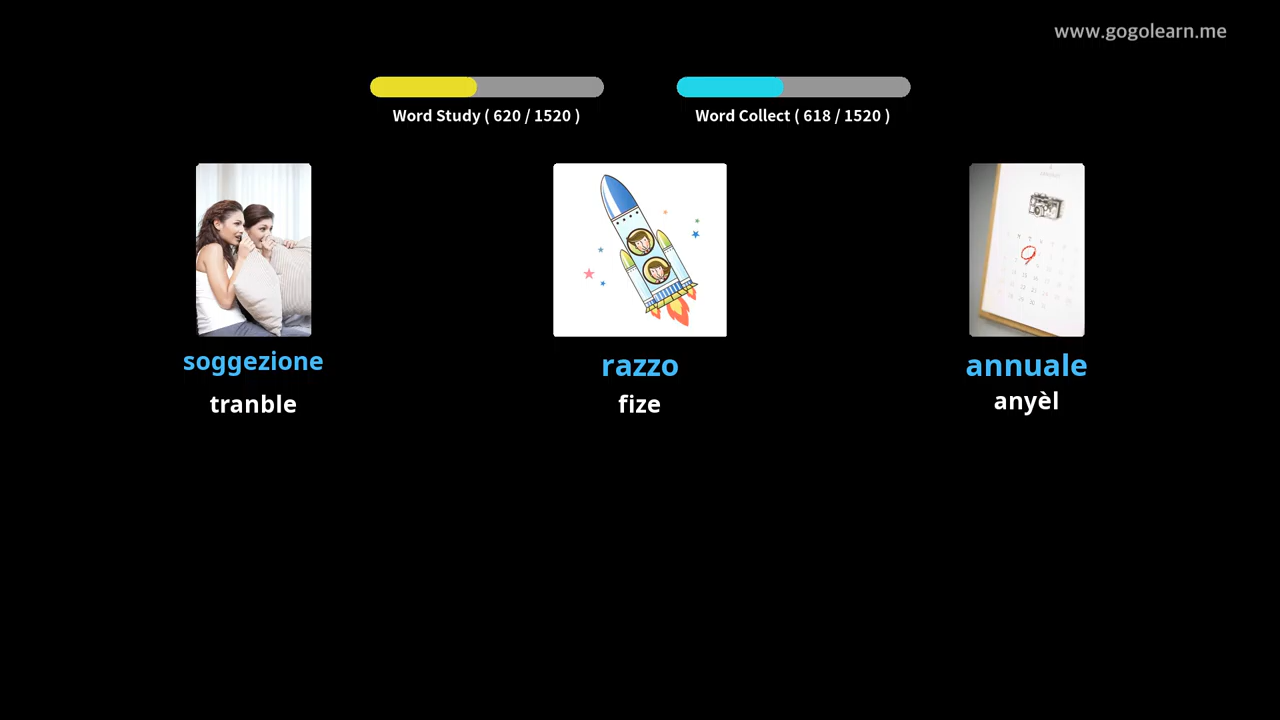 www.gogolearn.me
Word Study ( 620 / 1520 )
Word Collect ( 618 / 1520 )
soggezione
razzo
annuale
tranble
fize
anyèl